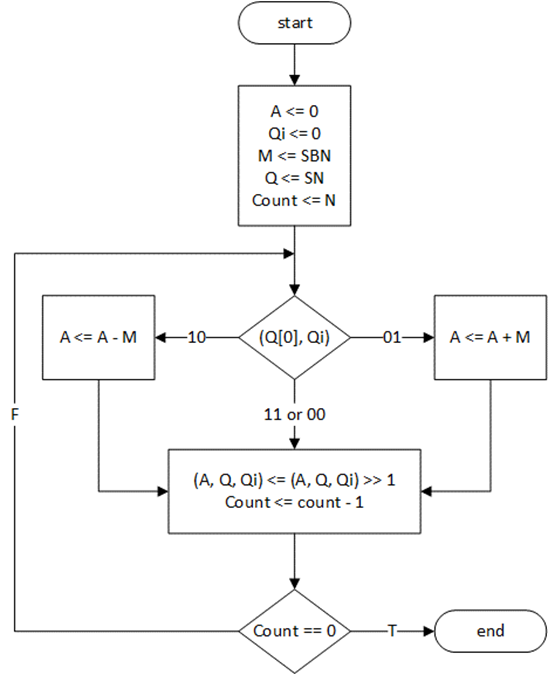 start
A <= 0
Qi <= 0
M <= SBN
Q <= SN
Count <= N
A <= A - M
10
(Q[0], Qi)
01
A <= A + M
F
11 or 00
(A, Q, Qi) <= (A, Q, Qi) >> 1
Count <= count - 1
Count == 0
T
end